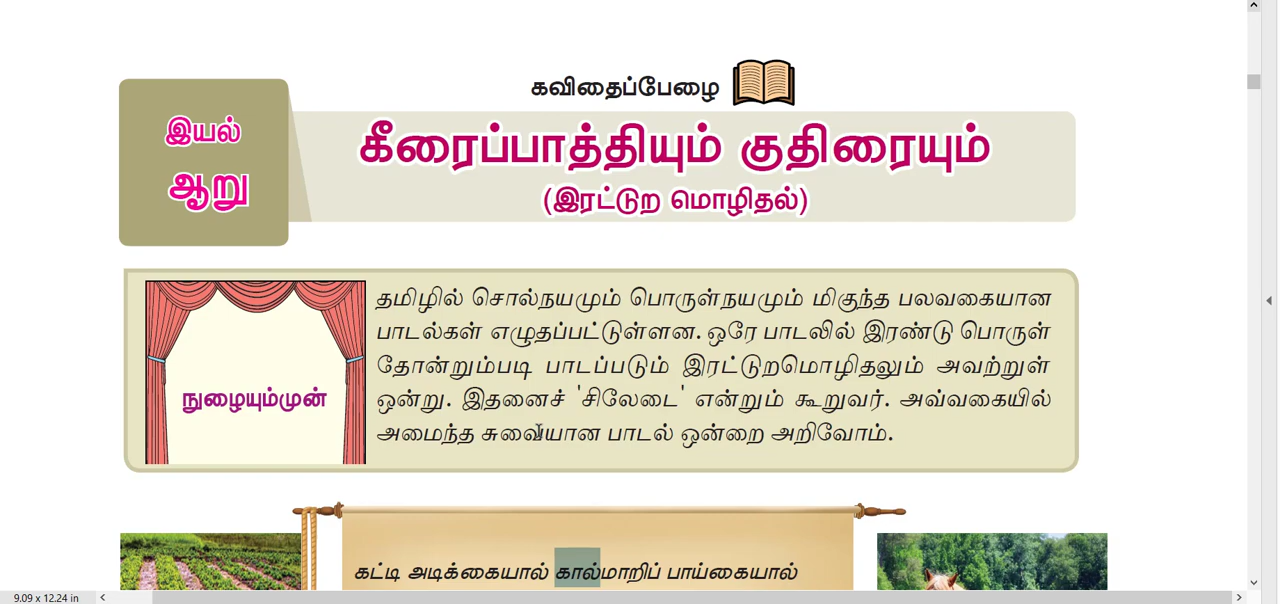 கவிதைப்பேழை
இயல்
ஆறு
கீரைப்பாத்தியும் குதிரையும்
(இரட்டுற மொழிதல்)
நுழையும்முன்
தமிழில் சொல்நயமும் பொருள்நயமும் மிகுந்த பலவகையான
பாடல்கள் எழுதப்பட்டுள்ளன. ஒரே பாடலில் இரண்டு பொருள்
தோன்றும்படி பாடப்படும் இரட்டுறமொழிதலும் அவற்றுள்
ஒன்று. இதனைச் 'சிலேடை' என்றும் கூறுவர். அவ்வகையில்
அமைந்த சுவையான பாடல் ஒன்றை அறிவோம்.
கட்டி அடிக்கையால் கால்மாறிப் பாய்கையால்
9.09 x 12.24 in